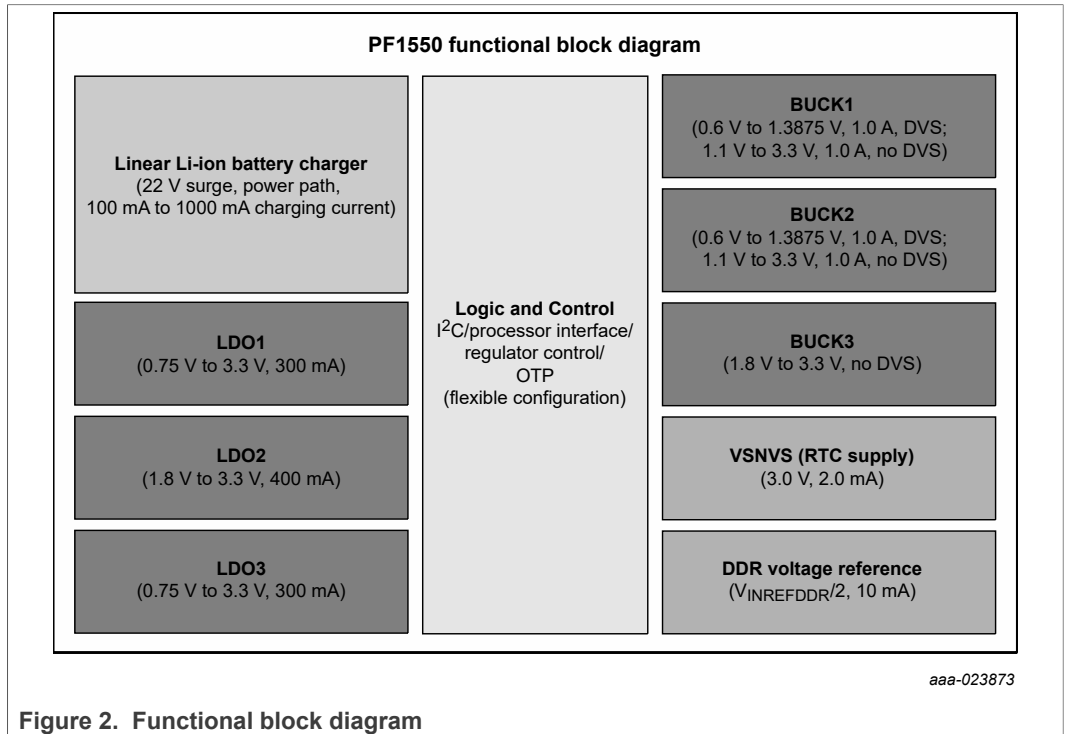 PF1550 functional block diagram
Linear Li-ion battery charger
(22 V surge, power path,
100 mA to 1000 mA charging current)
LDO1
(0.75 V to 3.3 V, 300 mA)
LDO2
(1.8 V to 3.3 V, 400 mA)
LDO3
(0.75 V to 3.3 V, 300 mA)
Logic and Control
I2C/processor interface/
regulator control/
OTP
(flexible configuration)
BUCK1
(0.6 V to 1.3875 V, 1.0 A, DVS;
1.1 V to 3.3 V, 1.0 A, no DVS)
BUCK2
(0.6 V to 1.3875 V, 1.0 A, DVS;
1.1 V to 3.3 V, 1.0 A, no DVS)
BUCK3
(1.8 V to 3.3 V, no DVS)
VSNVS (RTC supply)
(3.0 V, 2.0 mA)
DDR voltage reference
(VINREFDDR/2, 10 mA)
aaa-023873
Figure 2. Functional block diagram